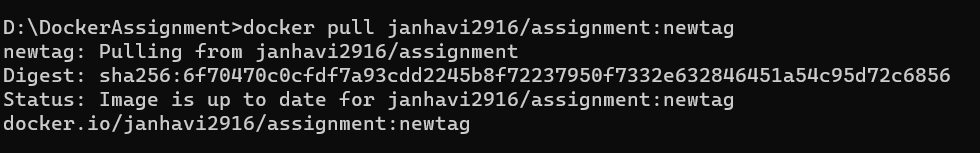 D:\DockerAssignment>docker pull janhavi2916/assignment:newtag
newtag: Pulling from janhavi2916/assignment
Digest: sha256:6f70470c0cfdf7a93cdd2245b8f72237950f7332e632846451a54c95d72c6856
Status: Image is up to date for janhavi2916/assignment:newtag
docker.io/janhavi2916/assignment:newtag